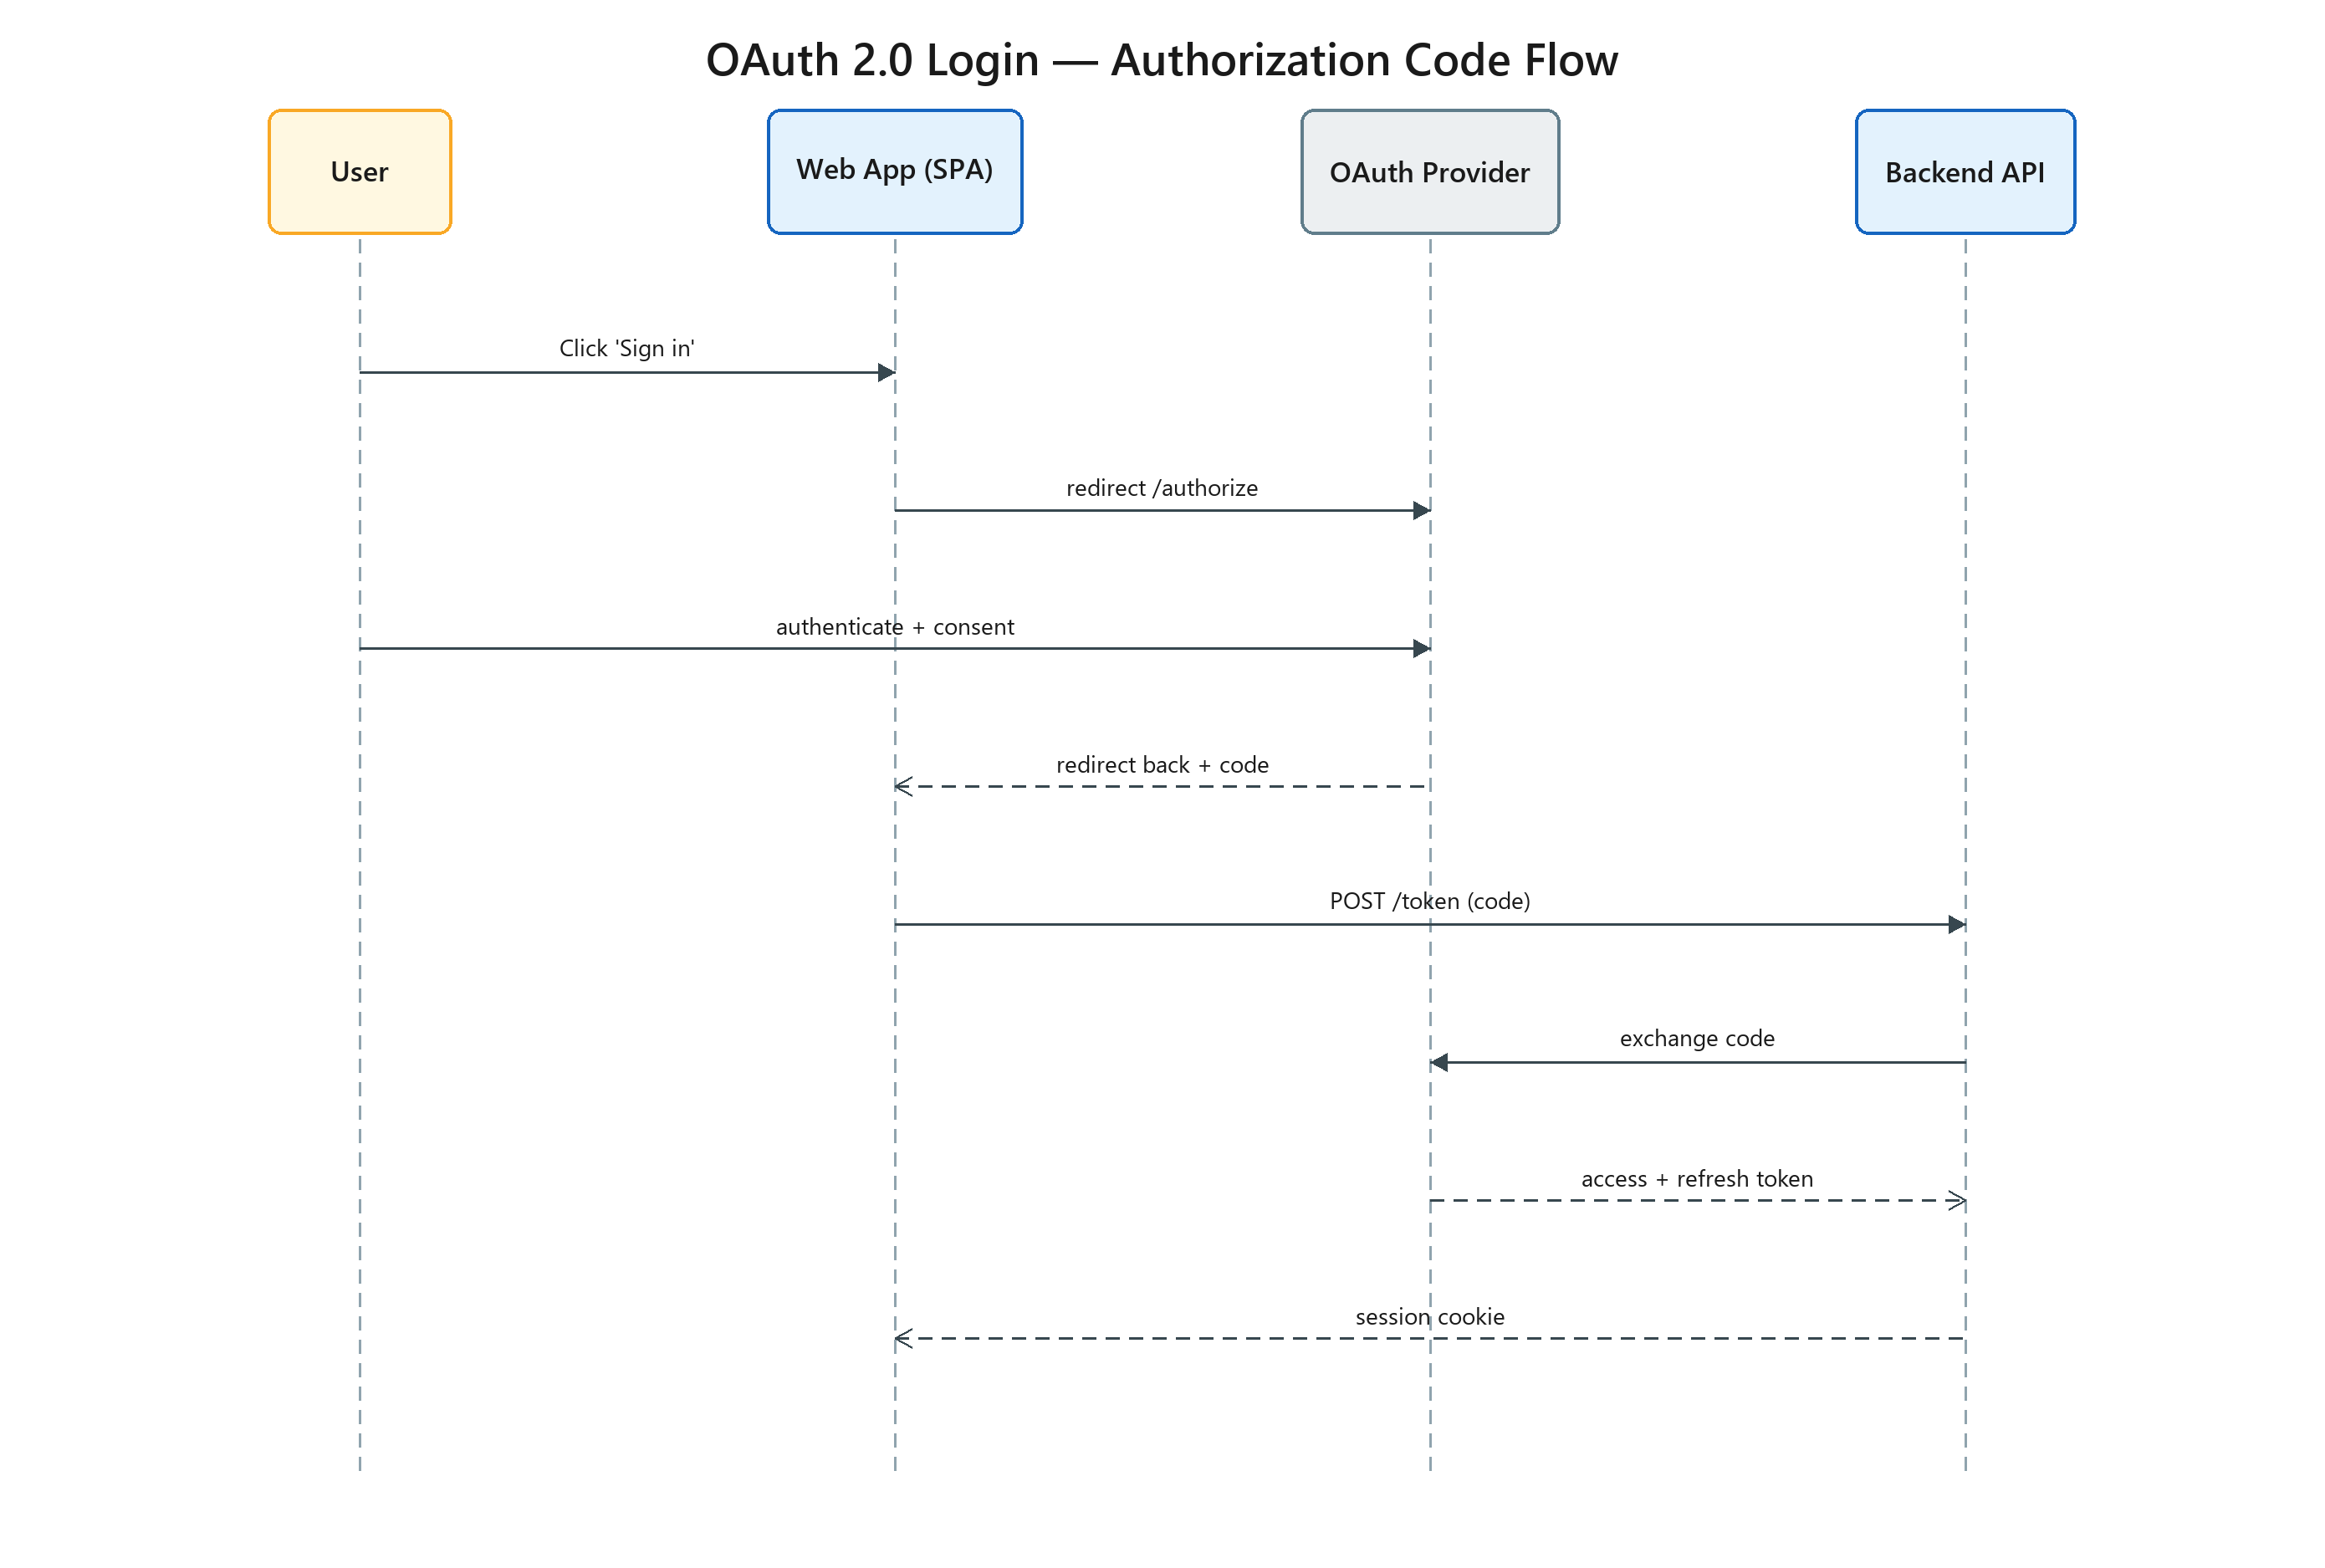 OAuth 2.0 Login — Authorization Code Flow
User
Web App (SPA)
OAuth Provider
Backend API
Click 'Sign in'
redirect /authorize
authenticate + consent
redirect back + code
POST /token (code)
exchange code
access + refresh token
session cookie